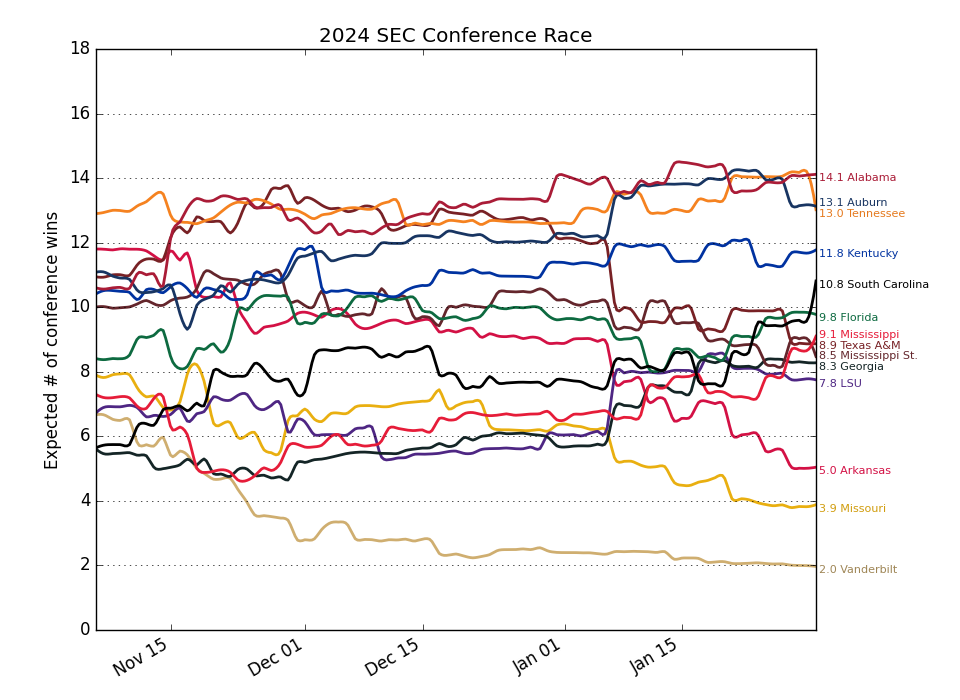 2024 SEC Conference Race
Expected # of conference wins
18
16
14
12
10
8
6
4
2
0
14.1 Alabama
13.1 Auburn
13.0 Tennessee
11.8 Kentucky
10.8 South Carolina
9.8 Florida
9.1 Mississippi
8.9 Texas A&M
8.5 Mississippi St.
8.3 Georgia
7.8 LSU
5.0 Arkansas
3.9 Missouri
2.0 Vanderbilt
Nov 15
Dec 01
Dec 15
Jan 01
Jan 15